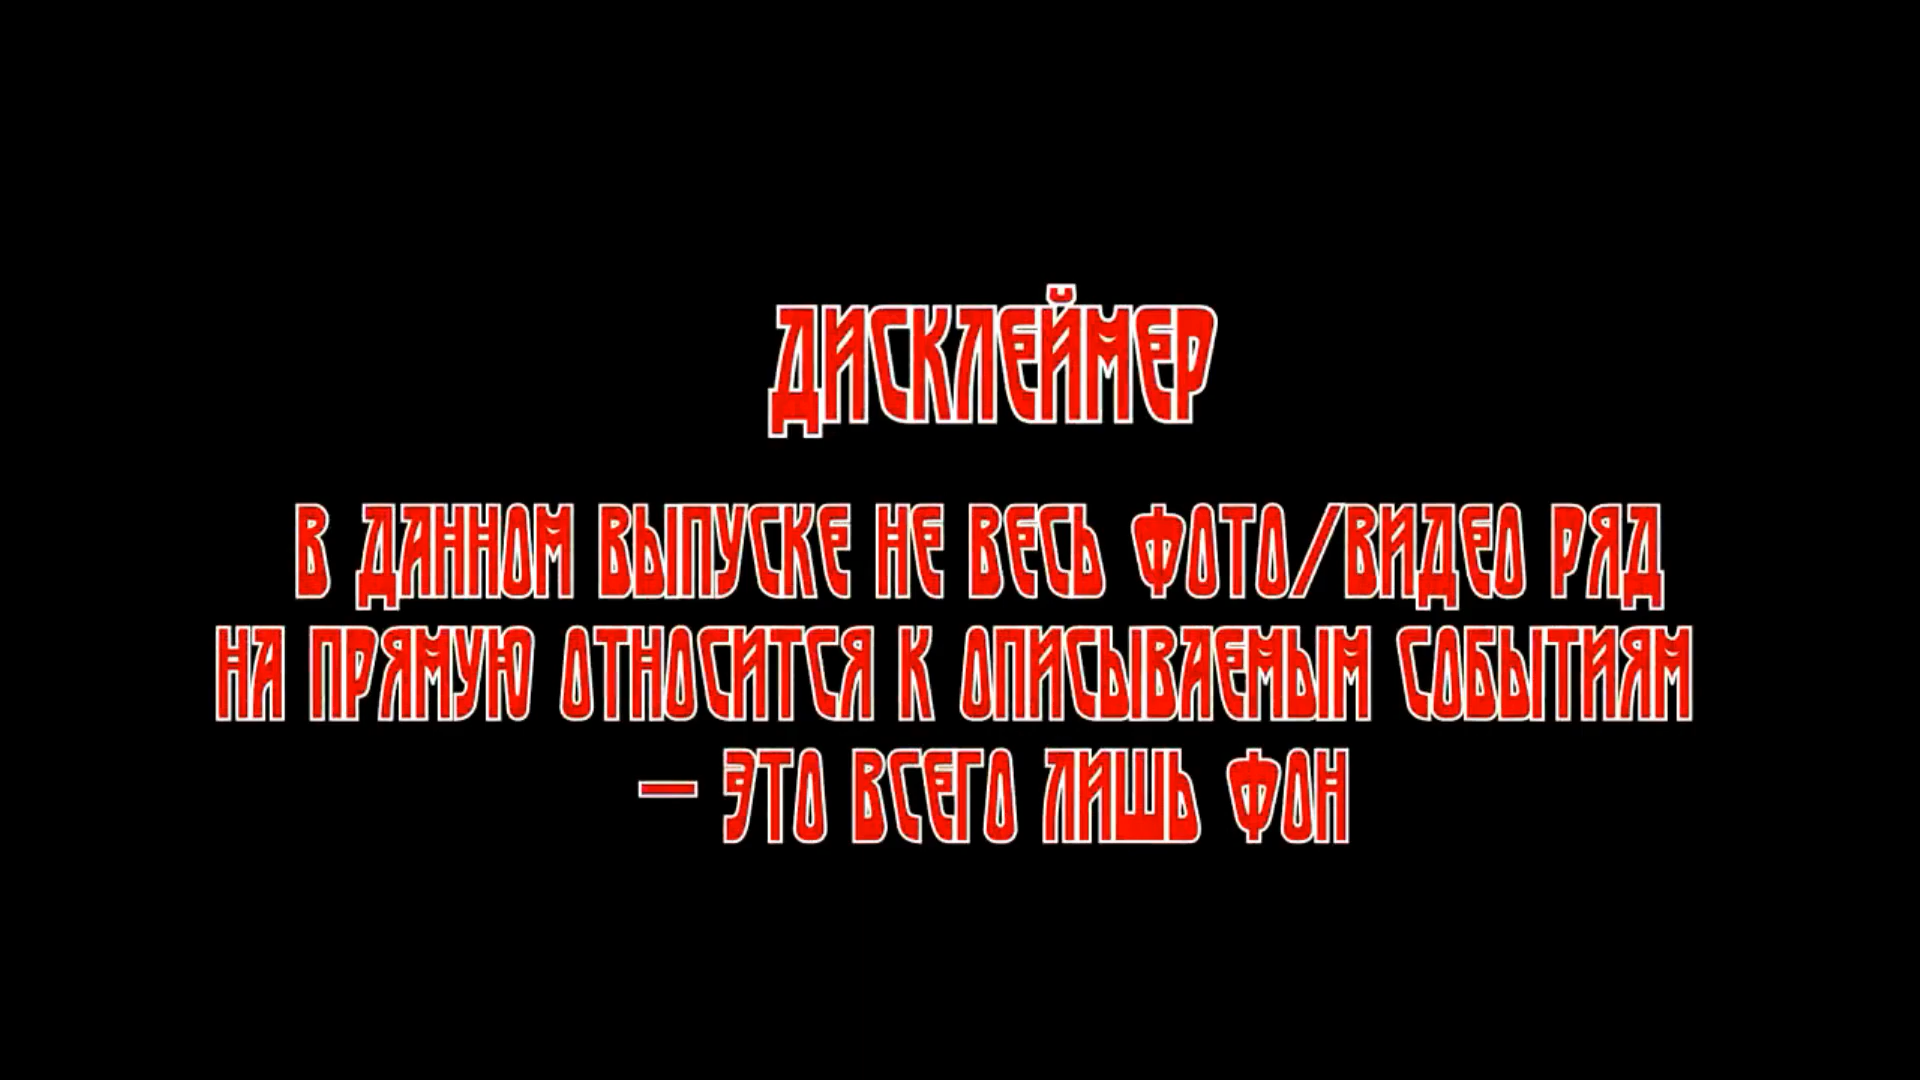 ДИСКЛЕЙМЕР
В ДАННОМ ВЫПУСКЕ НЕ ВЕСЬ ФОТО/ВИДЕО РЯД
НА ПРЯМУЮ ОТНОСИТСЯ К ОПИСЫВАЕМЫМ СОБЫТИЯМ
— ЭТО ВСЕГО ЛИШЬ ФОН